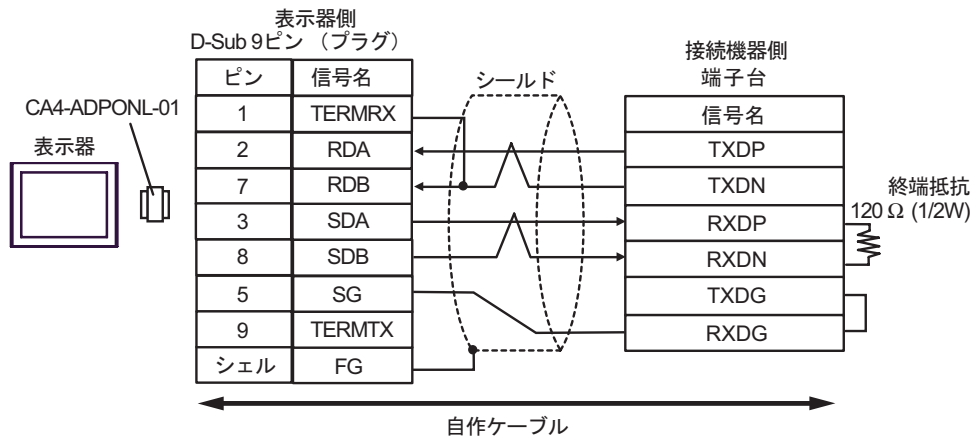 表示器側
D-Sub 9ピン （プラグ）
接続機器側
端子台
CA4-ADPONL-01
表示器
シールド
ピン 信号名
1 TERMRX
2 RDA
7 RDB
3 SDA
8 SDB
5 SG
9 TERMTX
シェル FG
信号名
TXDP
TXDN
RXDP
RXDN
TXDG
RXDG
終端抵抗
120 Ω (1/2W)
自作ケーブル